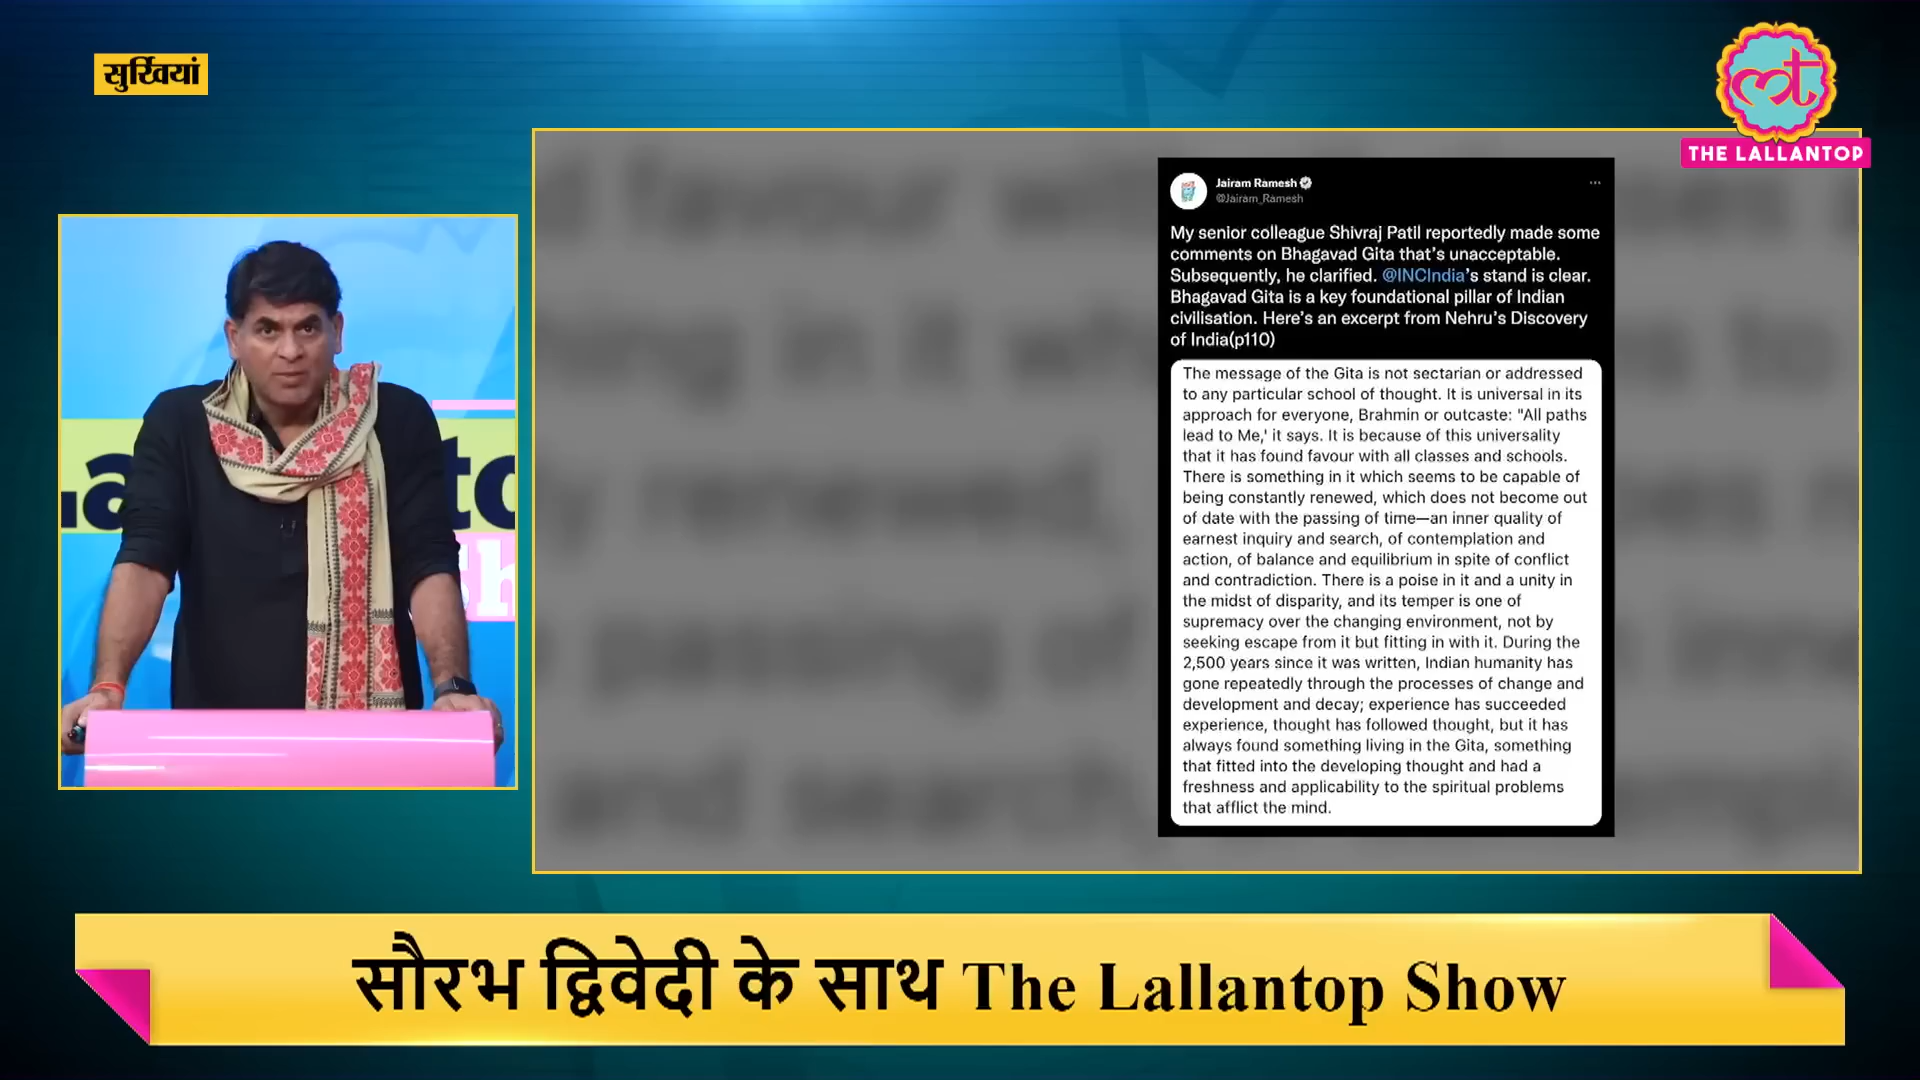 सुर्खियां
THE LALLANTOP
Jairam Ramesh
@Jairam_Ramesh
My senior colleague Shivraj Patil reportedly made some
comments on Bhagavad Gita that's unacceptable.
Subsequently, he clarified. @INCIndia's stand is clear.
Bhagavad Gita is a key foundational pillar of Indian
civilisation. Here's an excerpt from Nehru's Discovery
of India(p110)
The message of the Gita is not sectarian or addressed
to any particular school of thought. It is universal in its
approach for everyone, Brahmin or outcaste: "All paths
lead to Me,' it says. It is because of this universality
that it has found favour with all classes and schools.
There is something in it which seems to be capable of
being constantly renewed, which does not become out
of date with the passing of time—an inner quality of
earnest inquiry and search, of contemplation and
action, of balance and equilibrium in spite of conflict
and contradiction. There is a poise in it and a unity in
the midst of disparity, and its temper is one of
supremacy over the changing environment, not by
seeking escape from it but fitting in with it. During the
2,500 years since it was written, Indian humanity has
gone repeatedly through the processes of change and
development and decay; experience has succeeded
experience, thought has followed thought, but it has
always found something living in the Gita, something
that fitted into the developing thought and had a
freshness and applicability to the spiritual problems
that afflict the mind.
सौरभ द्विवेदी के साथ The Lallantop Show